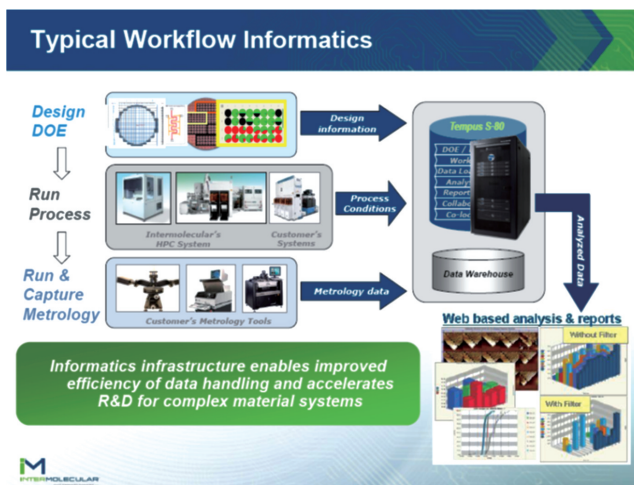 Typical Workflow Informatics
Design
DOE
Run
Process
Run &
Capture
Metrology
Intermolecular's
HPC System
Customer's
Systems
Customer's Metrology Tools
Design
information
Process
Conditions
Metrology data
Tempus S-80
DOE /
Data
Data Warehouse
Analyzed Data
Web based analysis & reports
Without Filter
With Filter
Informatics infrastructure enables improved
efficiency of data handling and accelerates
R&D for complex material systems
INTERMOLECULAR